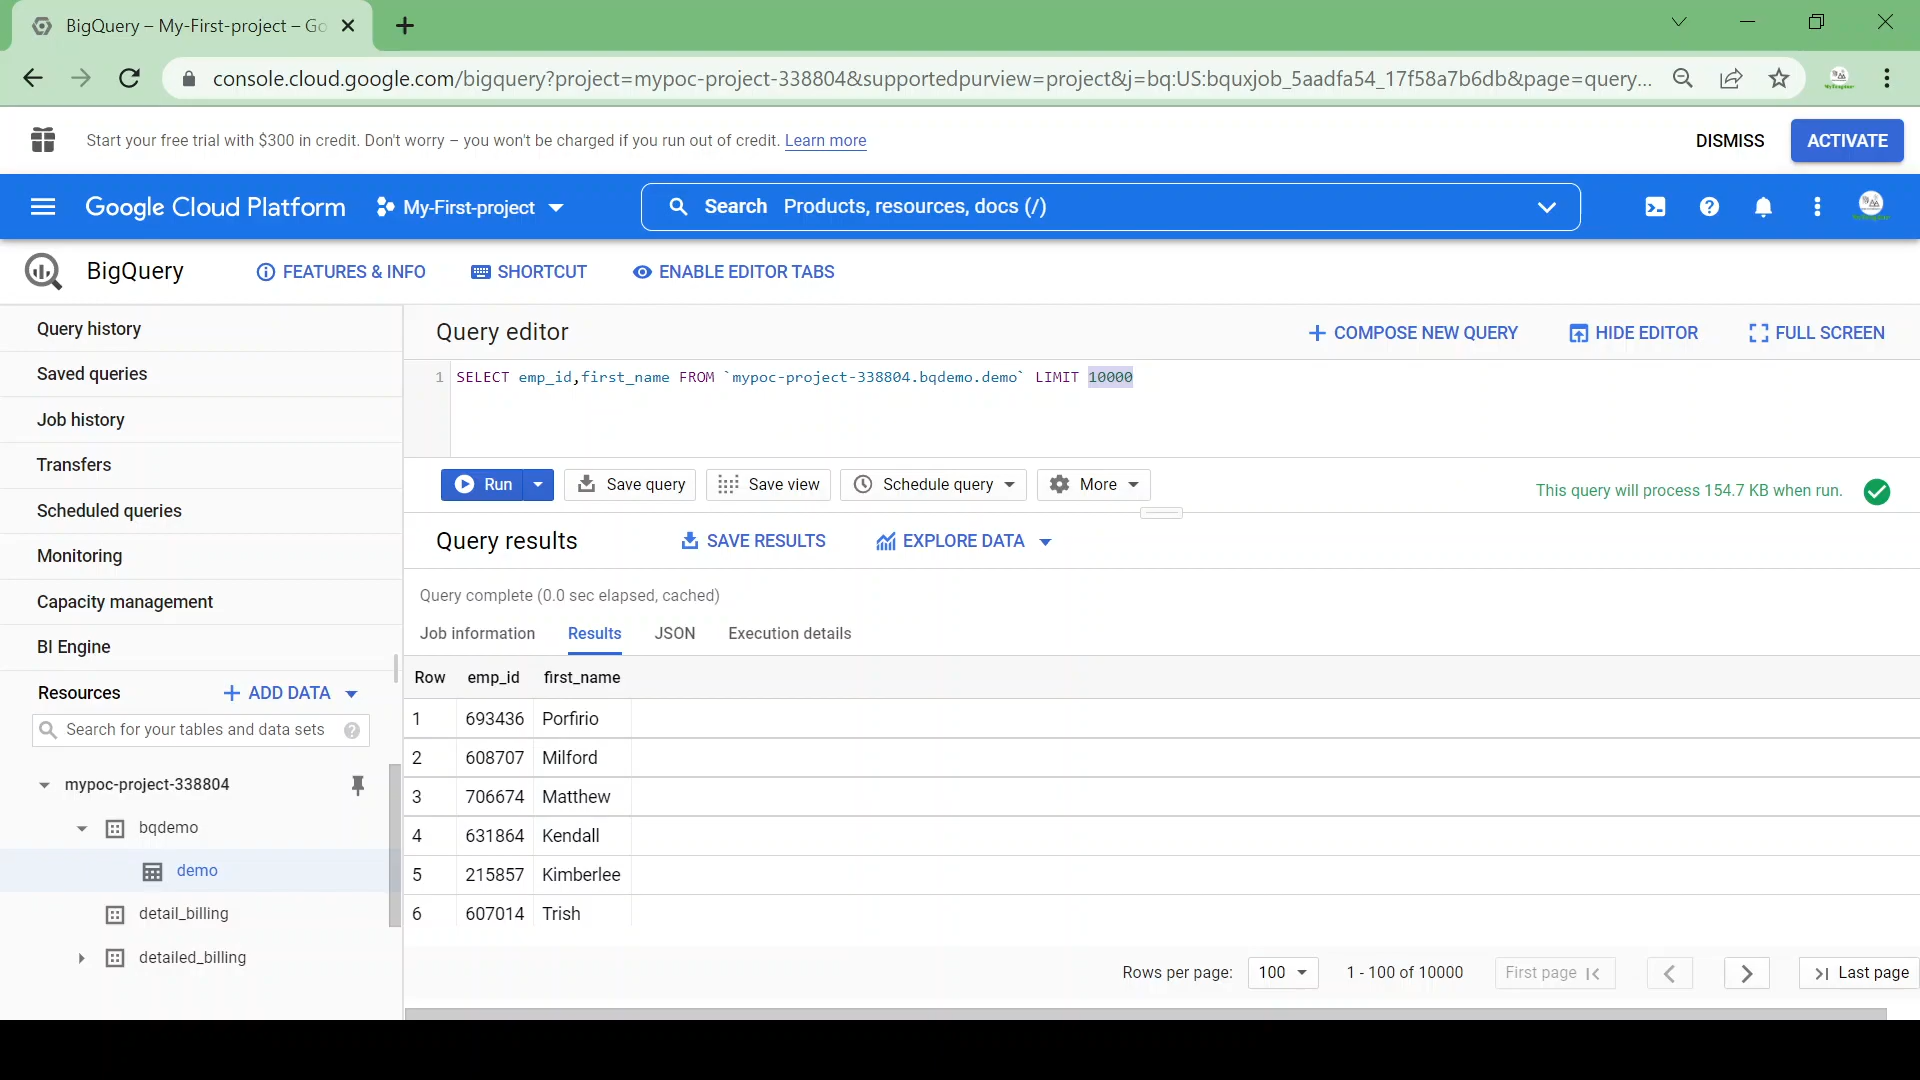 BigQuery – My-First-project – Go
console.cloud.google.com/bigquery?project=mypoc-project-338804&supportedpurview=project&j=bq:US:bquxjob_5aadfa54_17f58a7b6db&page=query...
Start your free trial with $300 in credit. Don't worry – you won't be charged if you run out of credit. Learn more
DISMISS
ACTIVATE
Google Cloud Platform
My-First-project
Search Products, resources, docs (/)
BigQuery
FEATURES & INFO
SHORTCUT
ENABLE EDITOR TABS
Query history
Saved queries
Job history
Transfers
Scheduled queries
Monitoring
Capacity management
BI Engine
Resources
ADD DATA
Search for your tables and data sets
mypoc-project-338804
bqdemo
demo
detail_billing
detailed_billing
Query editor
COMPOSE NEW QUERY
HIDE EDITOR
FULL SCREEN
1 SELECT emp_id,first_name FROM `mypoc-project-338804.bqdemo.demo` LIMIT 10000
Run
Save query
Save view
Schedule query
More
This query will process 154.7 KB when run.
Query results
SAVE RESULTS
EXPLORE DATA
Query complete (0.0 sec elapsed, cached)
Job information
Results
JSON
Execution details
Row emp_id first_name
1 693436 Porfirio
2 608707 Milford
3 706674 Matthew
4 631864 Kendall
5 215857 Kimberlee
6 607014 Trish
Rows per page: 100 1 - 100 of 10000 First page Last page